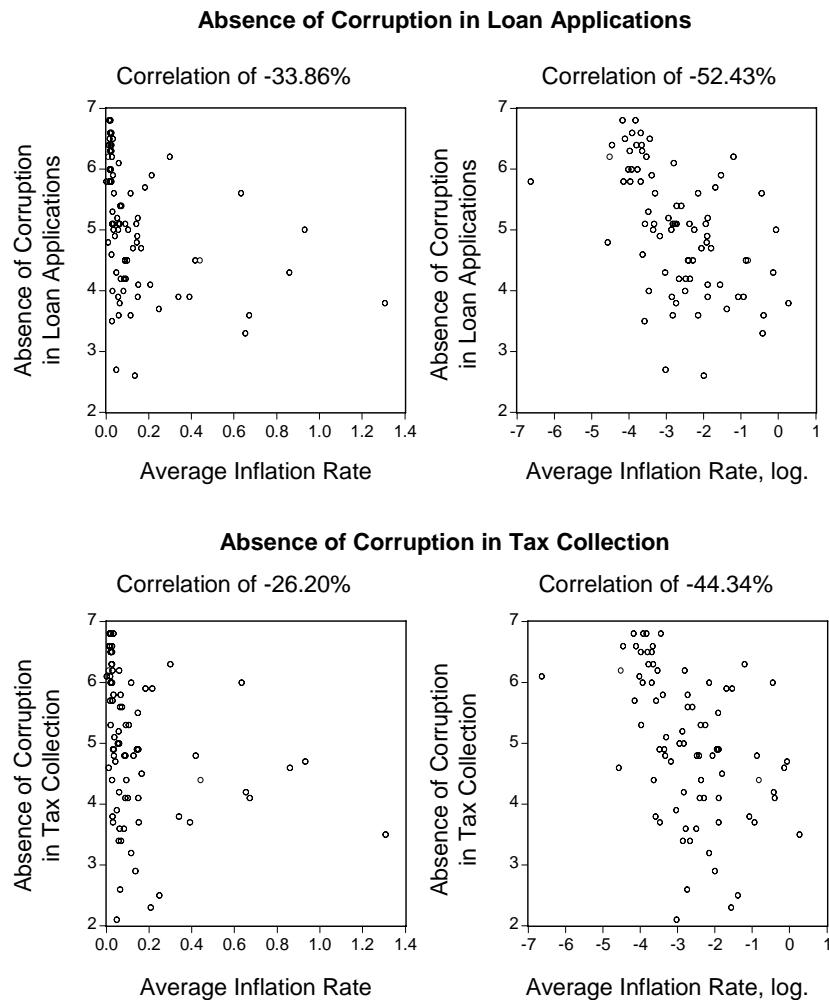 Absence of Corruption in Loan Applications
Correlation of -33.86%
Correlation of -52.43%
Absence of Corruption
in Loan Applications
7
6
5
4
3
2
0.0 0.2 0.4 0.6 0.8 1.0 1.2 1.4
Average Inflation Rate
Absence of Corruption
in Loan Applications
7
6
5
4
3
2
-7 -6 -5 -4 -3 -2 -1 0 1
Average Inflation Rate, log.
Absence of Corruption in Tax Collection
Correlation of -26.20%
Correlation of -44.34%
Absence of Corruption
in Tax Collection
7
6
5
4
3
2
0.0 0.2 0.4 0.6 0.8 1.0 1.2 1.4
Average Inflation Rate
Absence of Corruption
in Tax Collection
7
6
5
4
3
2
-7 -6 -5 -4 -3 -2 -1 0 1
Average Inflation Rate, log.